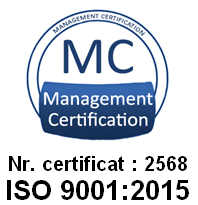 MANAGEMENT CERTIFICATION
MC
Management
Certification
Nr. certificat : 2568
ISO 9001:2015